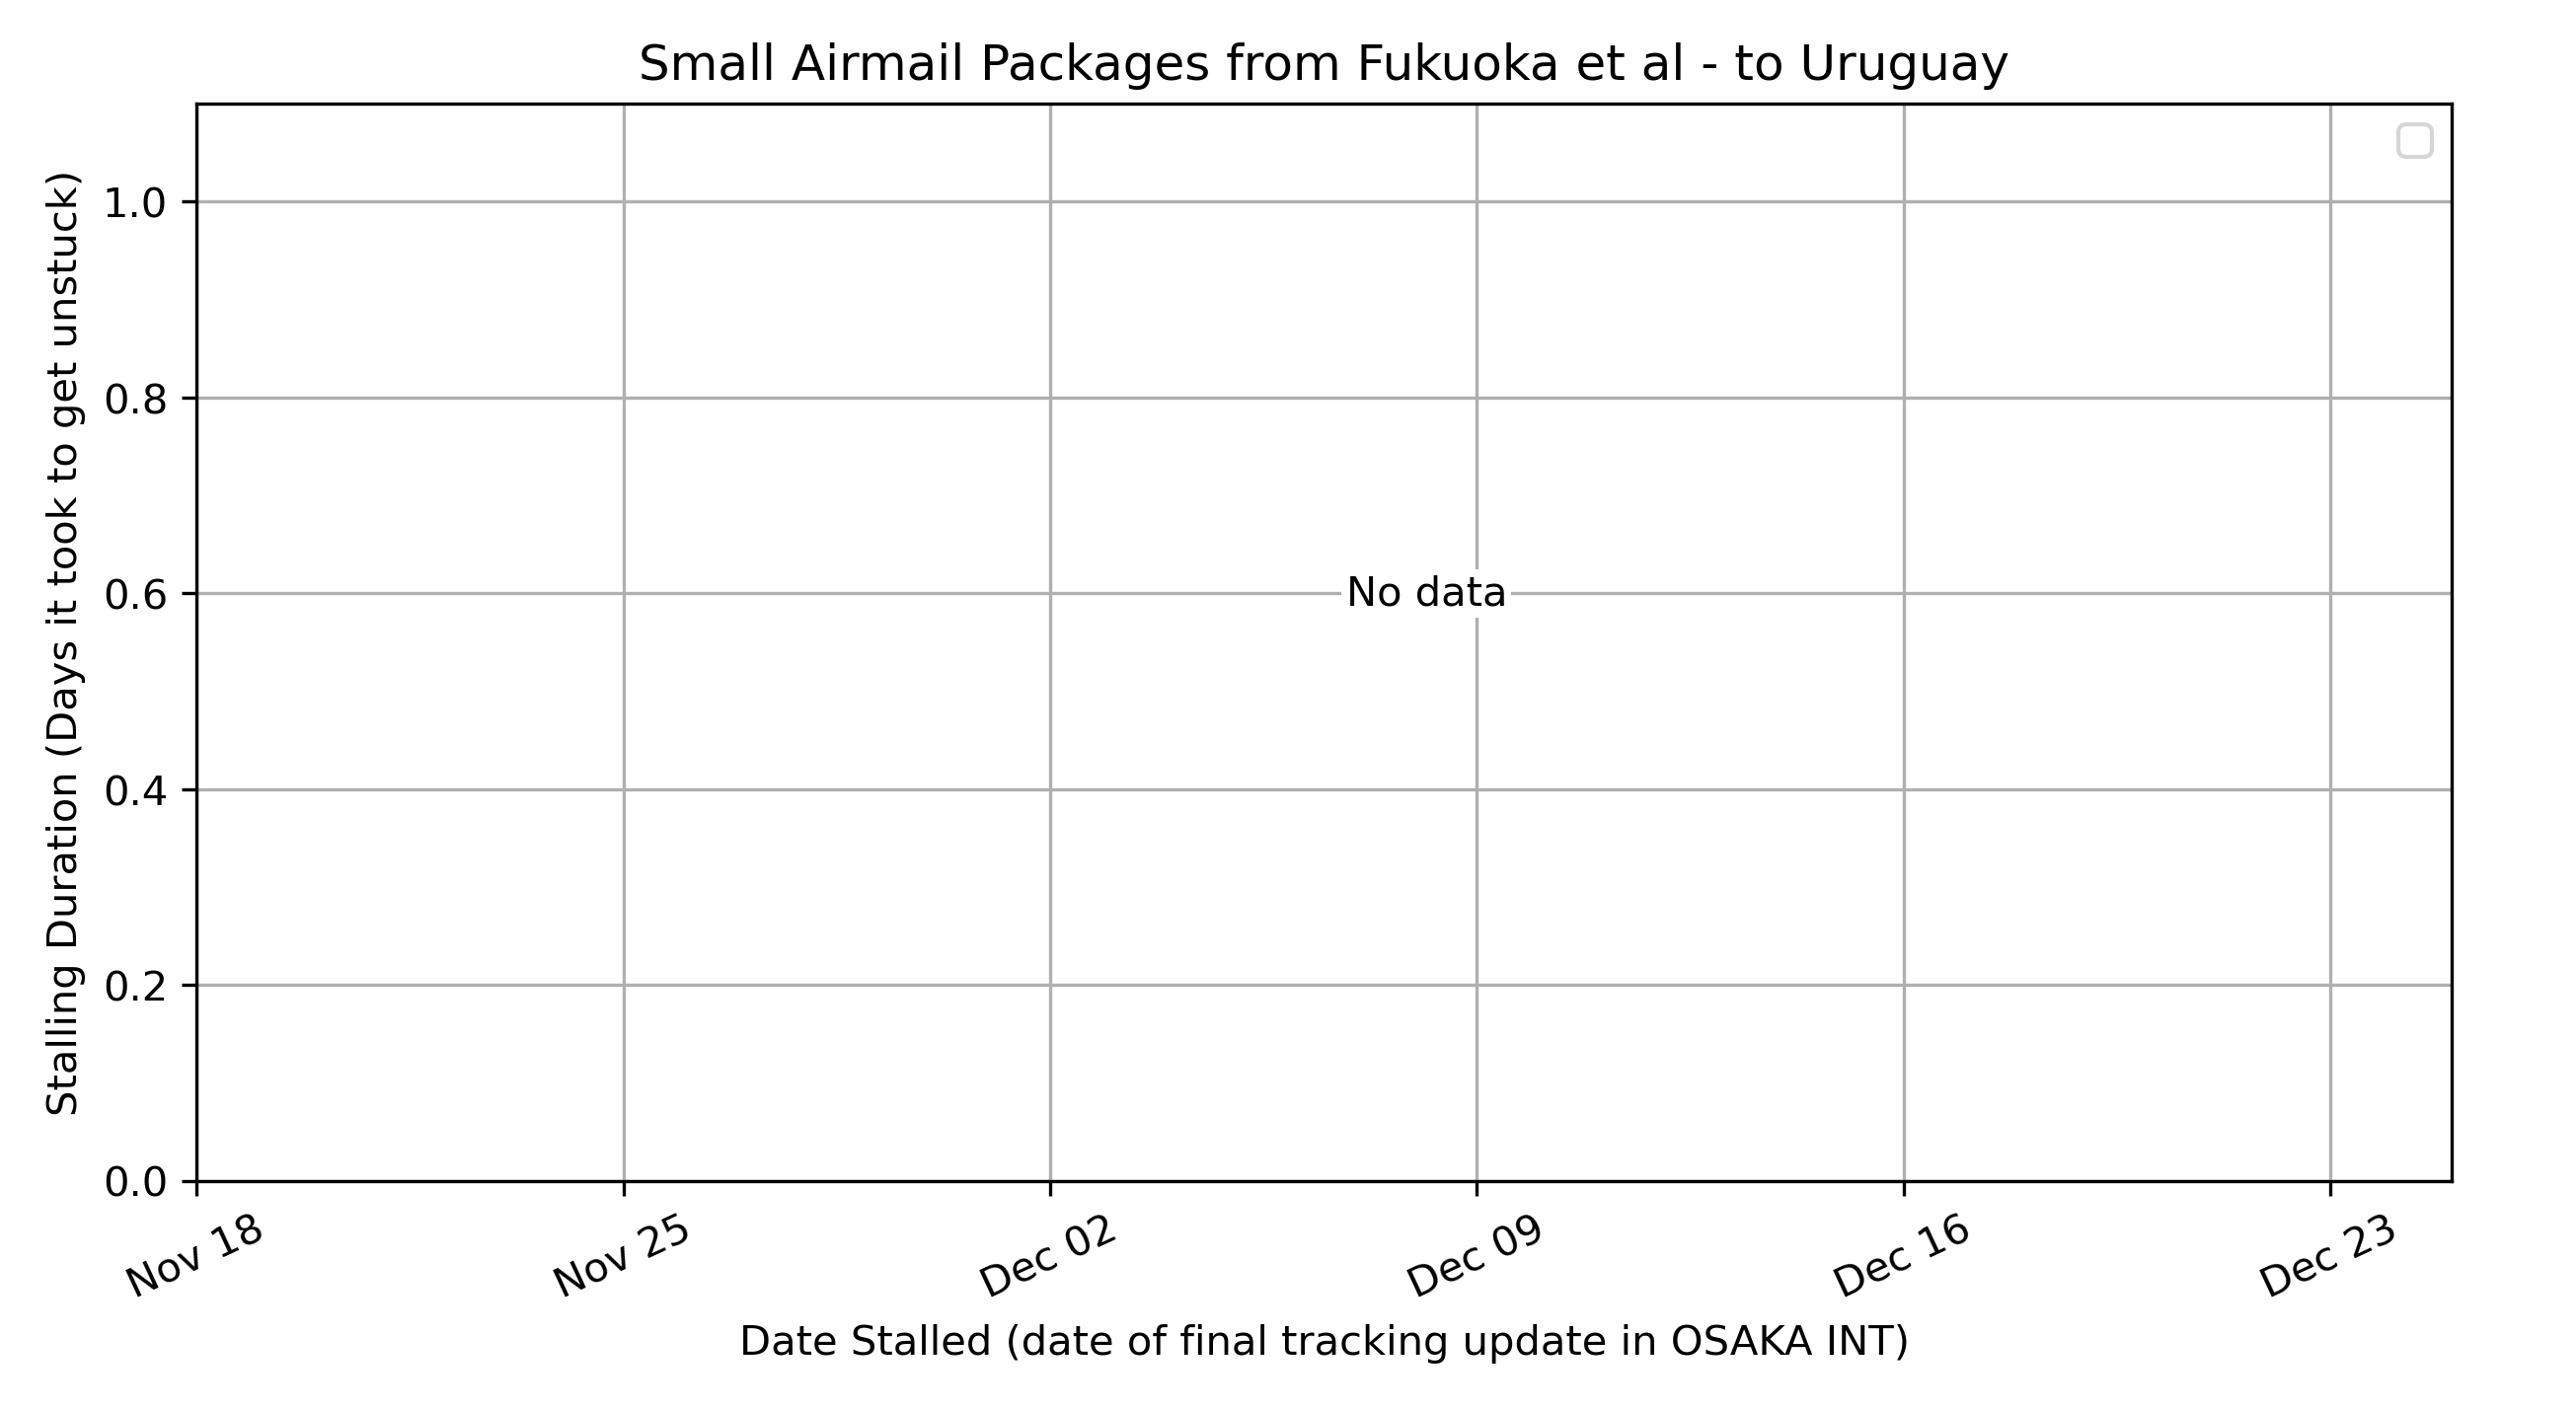 Small Airmail Packages from Fukuoka et al - to Uruguay
Stalling Duration (Days it took to get unstuck)
1.0
0.8
0.6
0.4
0.2
0.0
No data
Nov 18
Nov 25
Dec 02
Dec 09
Dec 16
Dec 23
Date Stalled (date of final tracking update in OSAKA INT)